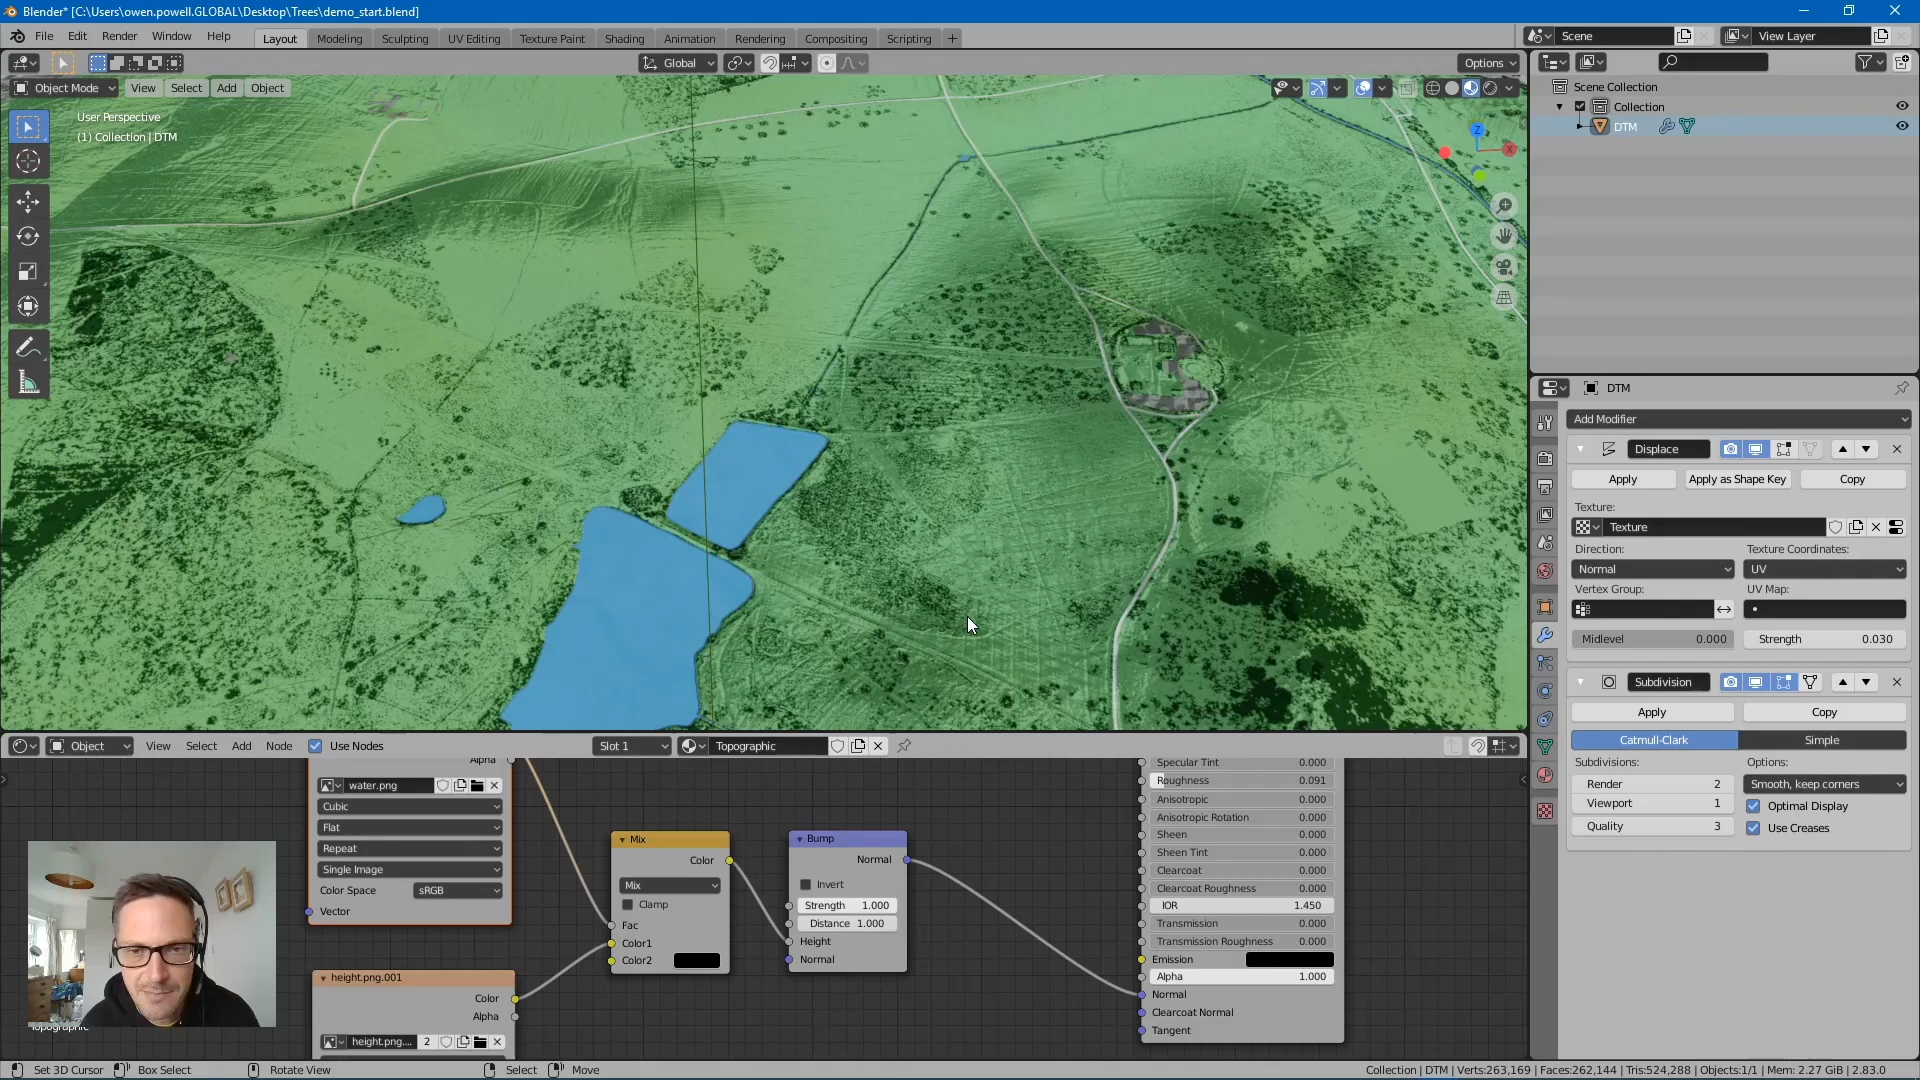 Blender* [C:\Users\owen.powell.GLOBAL\Desktop\Trees\demo_start.blend]
File Edit Render Window Help
Layout Modeling Sculpting UV Editing Texture Paint Shading Animation Rendering Compositing Scripting +
Scene
View Layer
Global
Options
Object Mode View Select Add Object
User Perspective
(1) Collection | DTM
Z
X
Scene Collection
Collection
DTM
DTM
Add Modifier
Displace
Apply Apply as Shape Key Copy
Texture:
Texture
Direction: Texture Coordinates:
Normal UV
Vertex Group: UV Map:
Midlevel 0.000 Strength 0.030
Subdivision
Apply Copy
Catmull-Clark Simple
Subdivisions: Options:
Render 2 Smooth, keep corners
Viewport 1 Optimal Display
Quality 3 Use Creases
Object View Select Add Node Use Nodes Slot 1 Topographic
Alpha
water.png
Cubic
Flat
Repeat
Single Image
Color Space sRGB
Vector
height.png.001
Color
Alpha
height.png.... 2
Mix
Color
Mix
Clamp
Fac
Color1
Color2
Bump
Normal
Invert
Strength 1.000
Distance 1.000
Height
Normal
Specular Tint 0.000
Roughness 0.091
Anisotropic 0.000
Anisotropic Rotation 0.000
Sheen 0.000
Sheen Tint 0.000
Clearcoat 0.000
Clearcoat Roughness 0.000
IOR 1.450
Transmission 0.000
Transmission Roughness 0.000
Emission
Alpha 1.000
Normal
Clearcoat Normal
Tangent
Topographic
Set 3D Cursor Box Select Rotate View Select Move
Collection | DTM | Verts:263,169 | Faces:262,144 | Tris:524,288 | Objects:1/1 | Mem: 2.27 GiB | 2.83.0